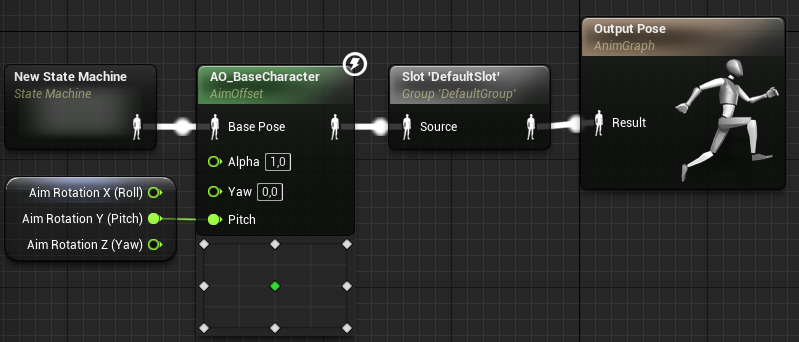 New State Machine
State Machine
AO_BaseCharacter
AimOffset
Base Pose
Alpha 1,0
Yaw 0,0
Pitch
Aim Rotation X (Roll)
Aim Rotation Y (Pitch)
Aim Rotation Z (Yaw)
Slot 'DefaultSlot'
Group 'DefaultGroup'
Source
Output Pose
AnimGraph
Result